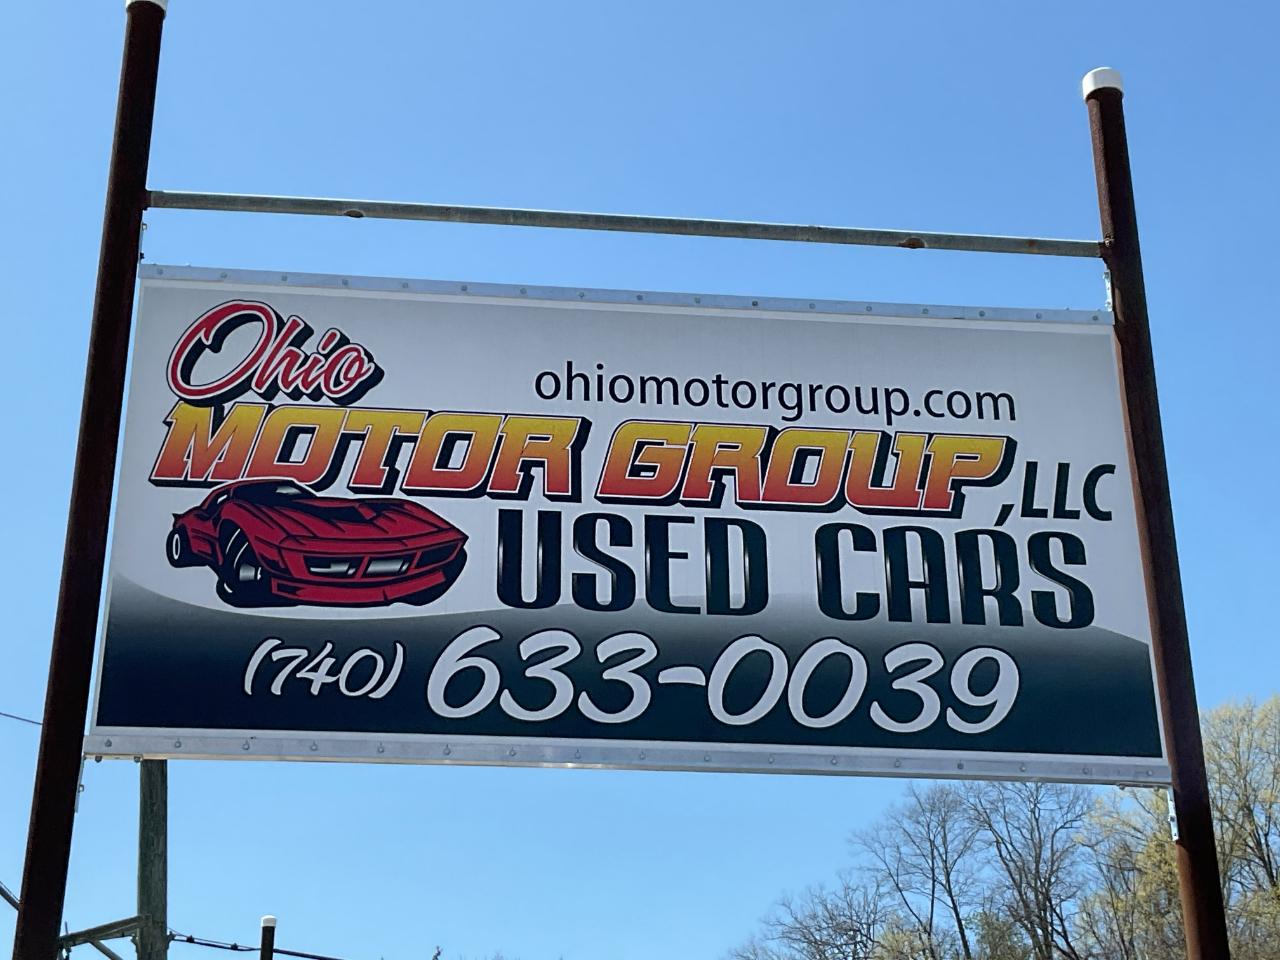 Ohio
ohiomotorgroup.com
MOTOR GROUP, LLC
USED CARS
(740) 633-0039